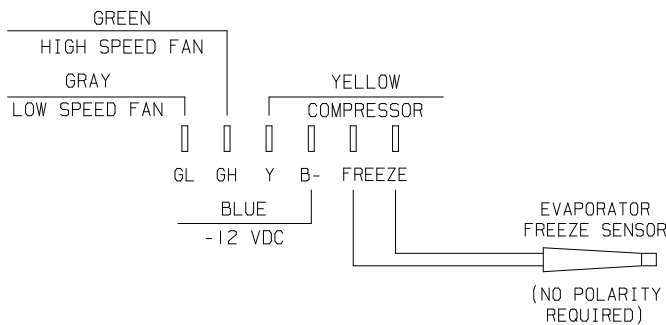 GREEN
HIGH SPEED FAN
GRAY
LOW SPEED FAN
YELLOW
COMPRESSOR
GL GH Y B- FREEZE
BLUE
-12 VDC
EVAPORATOR
FREEZE SENSOR
(NO POLARITY
REQUIRED)